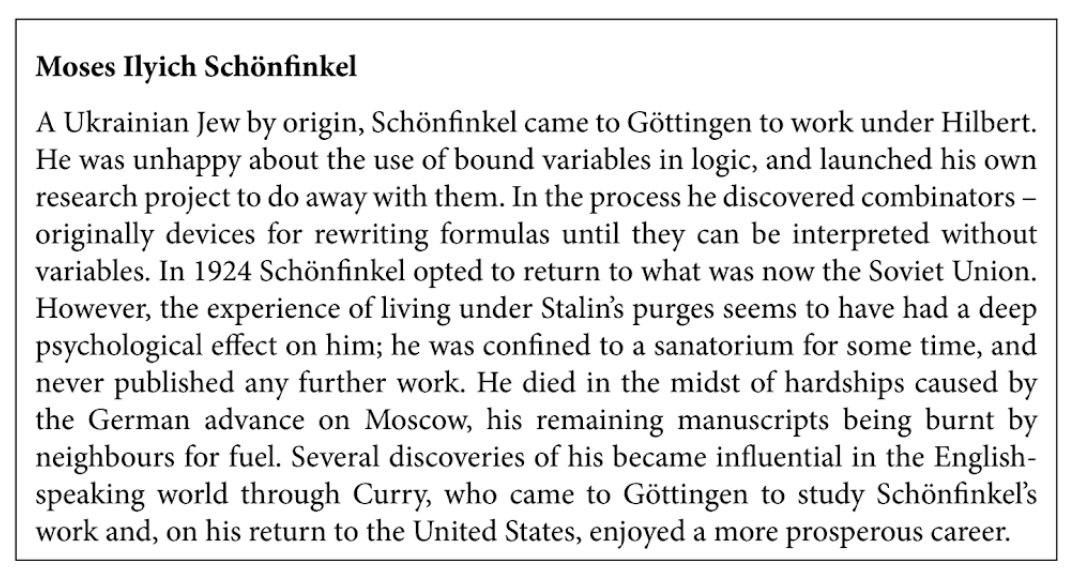 Moses Ilyich Schönfinkel
A Ukrainian Jew by origin, Schönfinkel came to Göttingen to work under Hilbert.
He was unhappy about the use of bound variables in logic, and launched his own
research project to do away with them. In the process he discovered combinators –
originally devices for rewriting formulas until they can be interpreted without
variables. In 1924 Schönfinkel opted to return to what was now the Soviet Union.
However, the experience of living under Stalin’s purges seems to have had a deep
psychological effect on him; he was confined to a sanatorium for some time, and
never published any further work. He died in the midst of hardships caused by
the German advance on Moscow, his remaining manuscripts being burnt by
neighbours for fuel. Several discoveries of his became influential in the English-
speaking world through Curry, who came to Göttingen to study Schönfinkel’s
work and, on his return to the United States, enjoyed a more prosperous career.